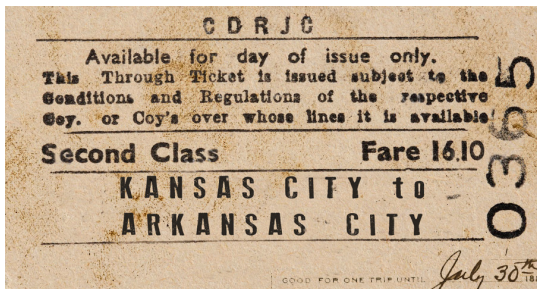 CDRJC
Available for day of issue only.
This Through Ticket is issued subject to the
Conditions and Regulations of the respective
Coy. or Coy's over whose lines it is available
Second Class Fare 16.10
KANSAS CITY to
ARKANSAS CITY
0365
GOOD FOR ONE TRIP UNTIL July 30th